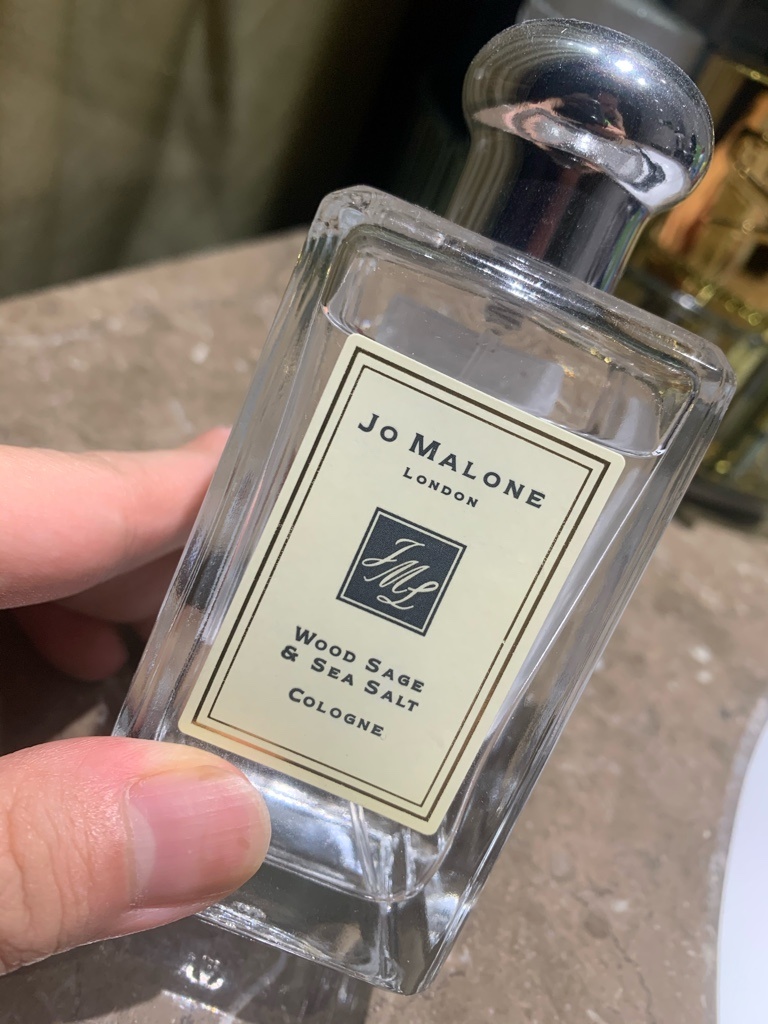 Jo Malone
London
JML
Wood Sage
& Sea Salt
Cologne